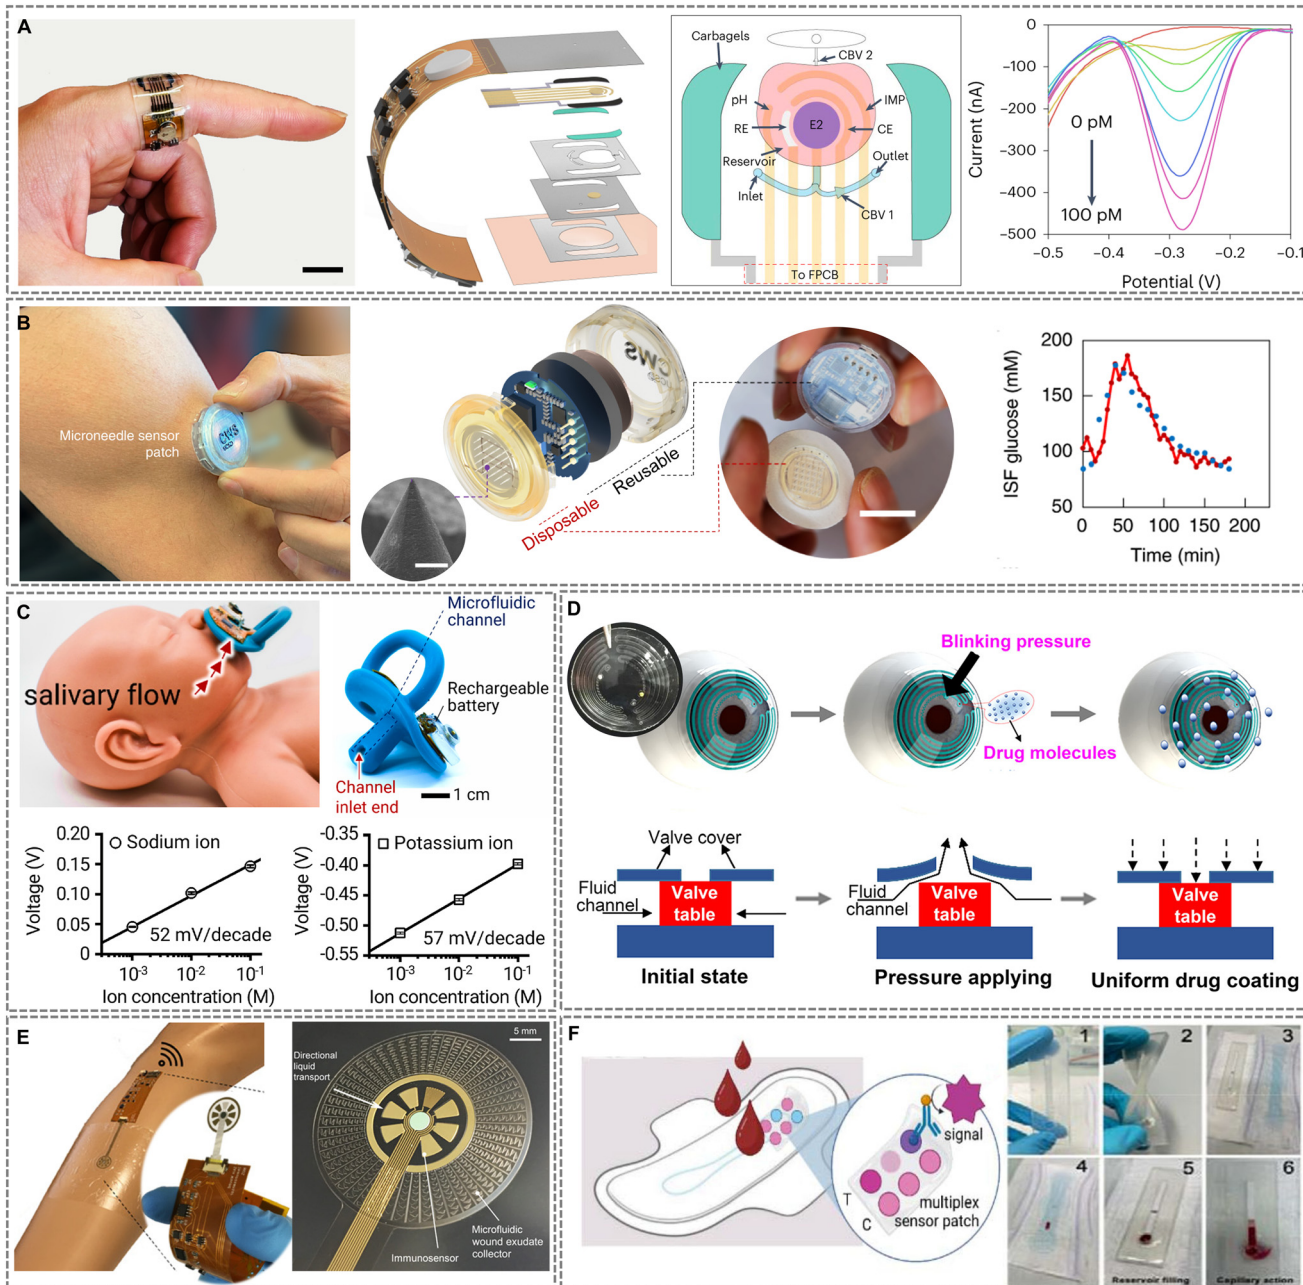 A
Carbagels
CBV 2
pH
IMP
RE
E2
CE
Reservoir
Outlet
Inlet
CBV 1
To FPCB
Current (nA)
0
−100
−200
−300
−400
−500
0 pM
100 pM
−0.5
−0.4
−0.3
−0.2
−0.1
Potential (V)
B
Microneedle sensor
patch
CWS
Reusable
Disposable
ISF glucose (mM)
200
150
100
50
0
50
100
150
200
Time (min)
C
salivary flow
Microfluidic
channel
Rechargeable
battery
Channel
inlet end
1 cm
Voltage (V)
0.20
0.15
0.10
0.05
0
Sodium ion
52 mV/decade
10-3
10-2
10-1
Ion concentration (M)
Voltage (V)
-0.35
-0.40
-0.45
-0.50
-0.55
Potassium ion
57 mV/decade
10-3
10-2
10-1
Ion concentration (M)
D
Blinking pressure
Drug molecules
Valve cover
Fluid
channel
Valve
table
Initial state
Fluid
channel
Valve
table
Pressure applying
Valve
table
Uniform drug coating
E
5 mm
Directional
liquid
transport
Immunosensor
Microfluidic
wound exudate
collector
F
signal
T
C
multiplex
sensor patch
1
2
3
4
5
6
Reservoir filling
Capillary action